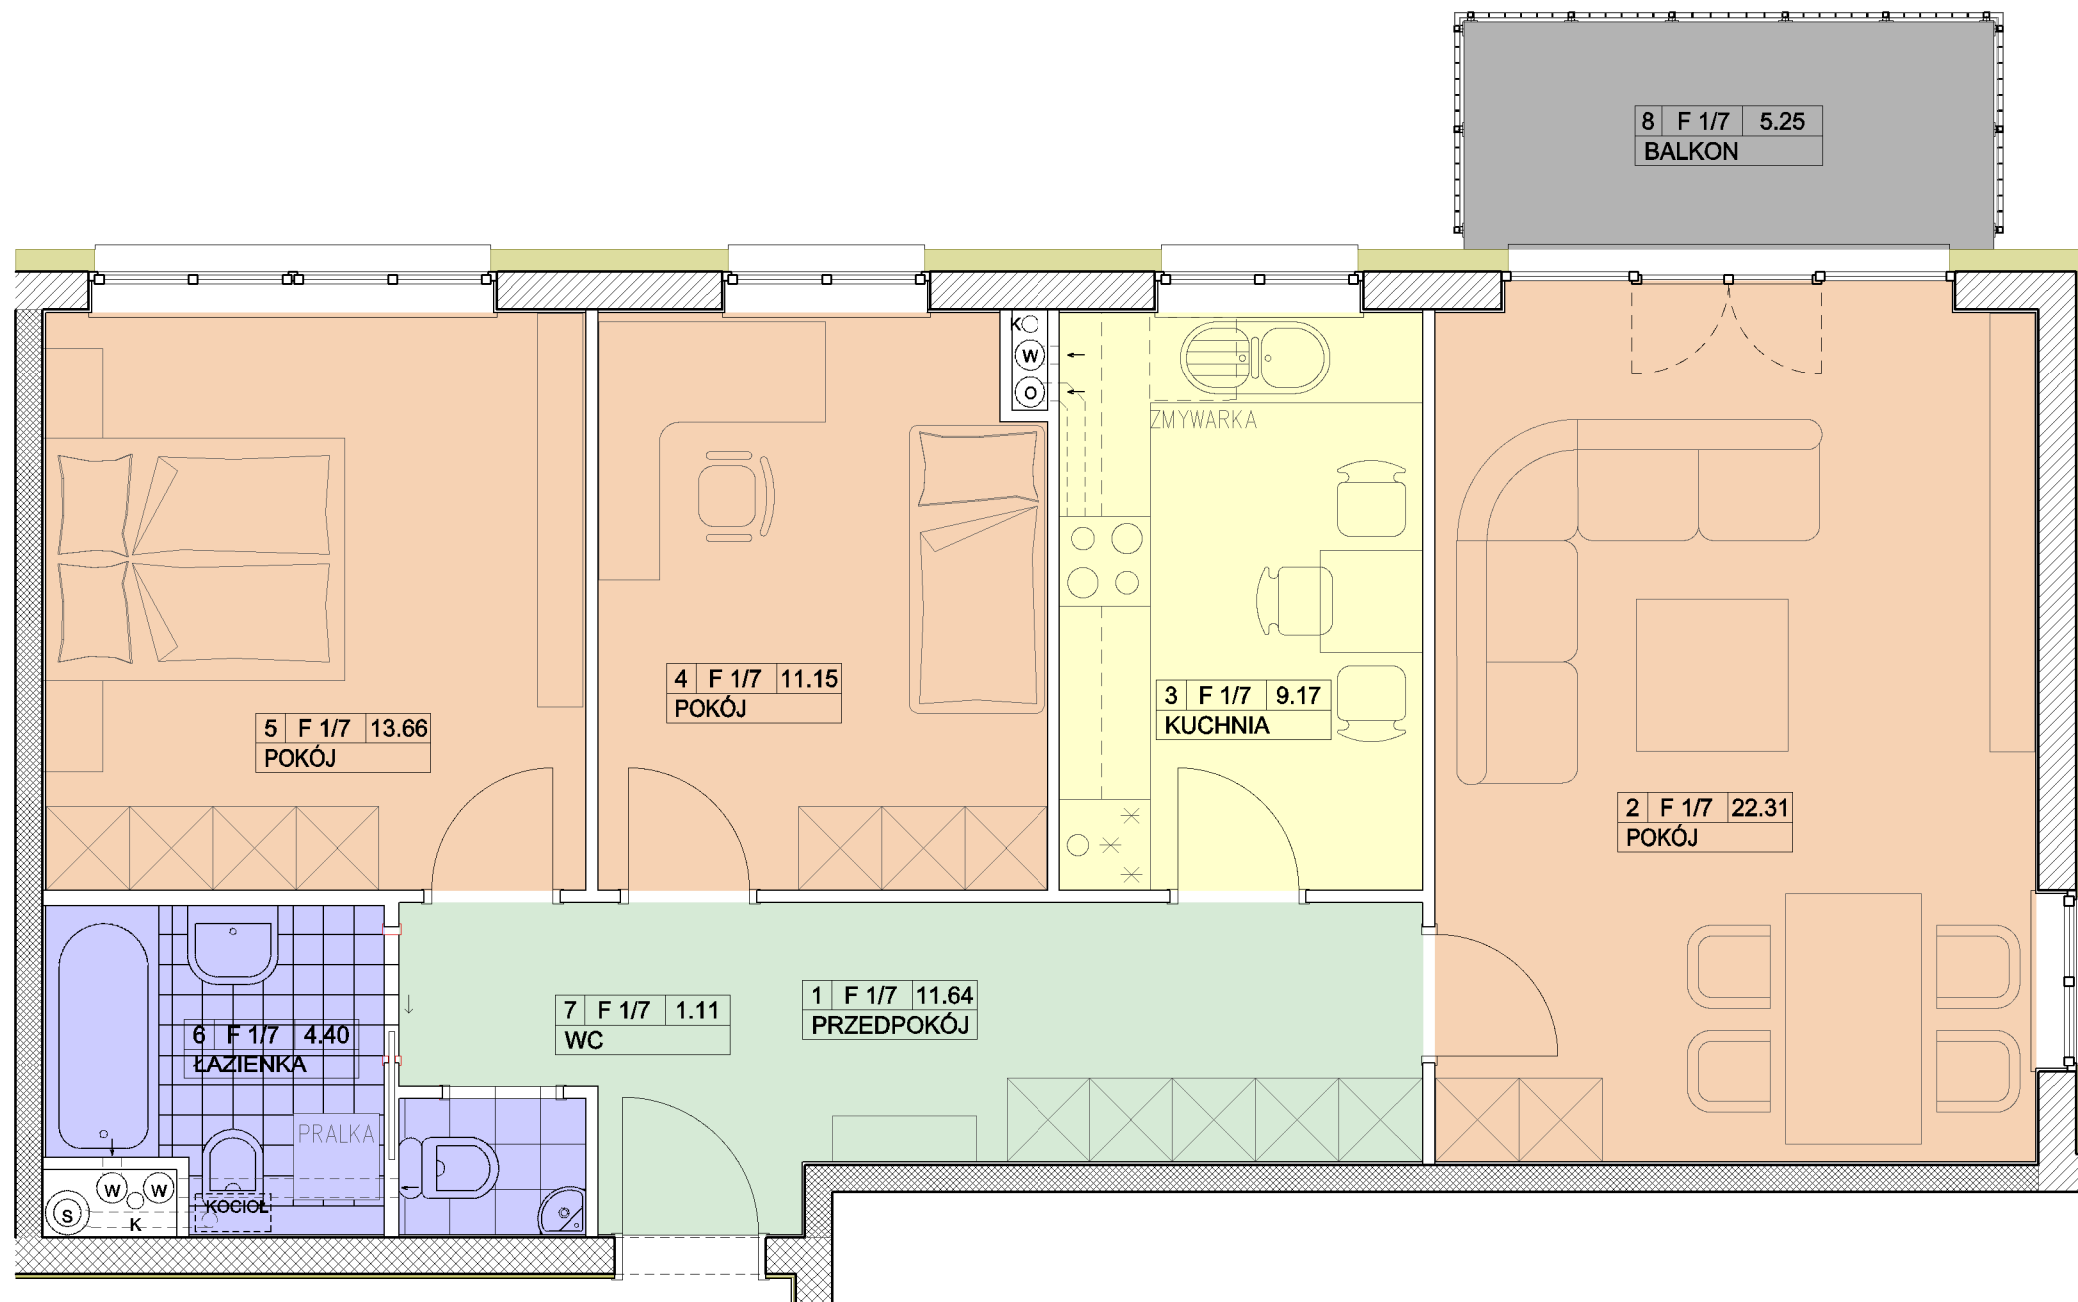 8 F 1/7 5.25
BALKON
K
W
O
ZMYWARKA
4 F 1/7 11.15
POKÓJ
3 F 1/7 9.17
KUCHNIA
5 F 1/7 13.66
POKÓJ
2 F 1/7 22.31
POKÓJ
7 F 1/7 1.11
WC
1 F 1/7 11.64
PRZEDPOKÓJ
6 F 1/7 4.40
ŁAZIENKA
PRALKA
W W
S
K
KOCIOŁ